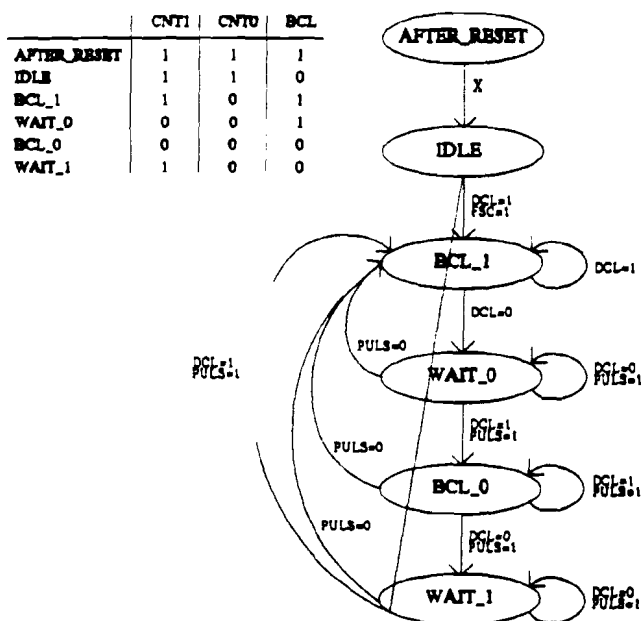 CNT1 CNT0 BCL
AFTER_RESET 1 1 1
IDLE 1 1 0
BCL_1 1 0 1
WAIT_0 0 0 1
BCL_0 0 0 0
WAIT_1 1 0 0
AFTER_RESET
X
IDLE
DCL=1
FSC=1
BCL_1
DCL=1
DCL=0
PULS=0
WAIT_0
DCL=0
PULS=1
DCL=1
PULS=1
DCL=1
PULS=1
PULS=0
BCL_0
DCL=1
PULS=1
PULS=0
DCL=0
PULS=1
WAIT_1
DCL=0
PULS=1